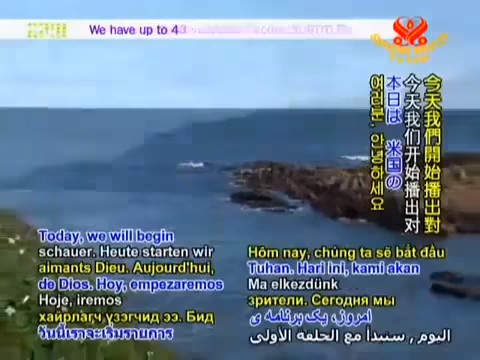 We have up to 43
今天我們開始播出對
今天我们开始播出对
本日は 米国の
여러분, 안녕하세요
Today, we will begin
schauer. Heute starten wir
aimants Dieu. Aujourd'hui,
de Dios. Hoy, empezaremos
Hoje, iremos
хайрлагч үзэгчид ээ. Бид
วันนี้เราจะเริ่มรายการ
Hôm nay, chúng ta sẽ bắt đầu
Tuhan. Hari ini, kami akan
Ma elkezdünk
зрители. Сегодня мы
امروز، یک برنامه ی
اليوم , سنبدأ مع الحلقة الأولى